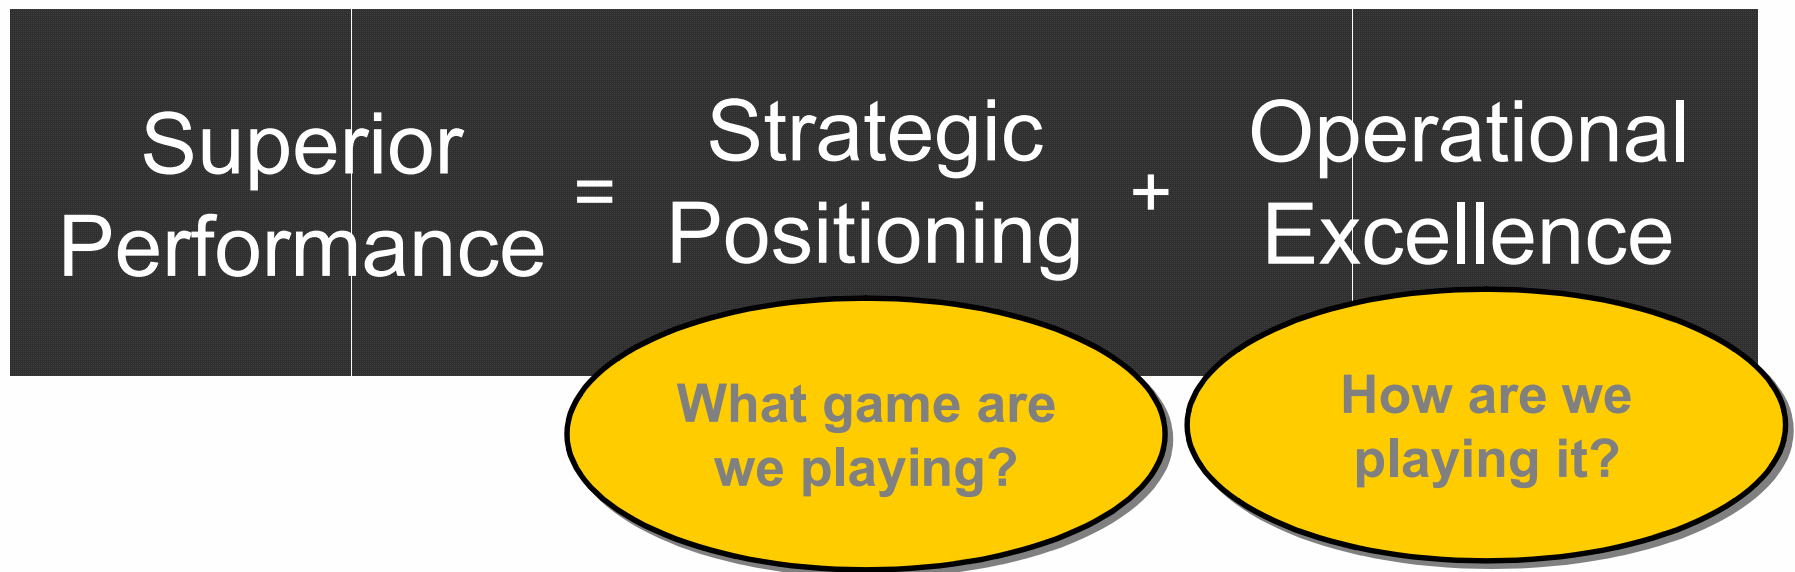 Superior
Performance
=
Strategic
Positioning
+
Operational
Excellence
What game are
we playing?
How are we
playing it?